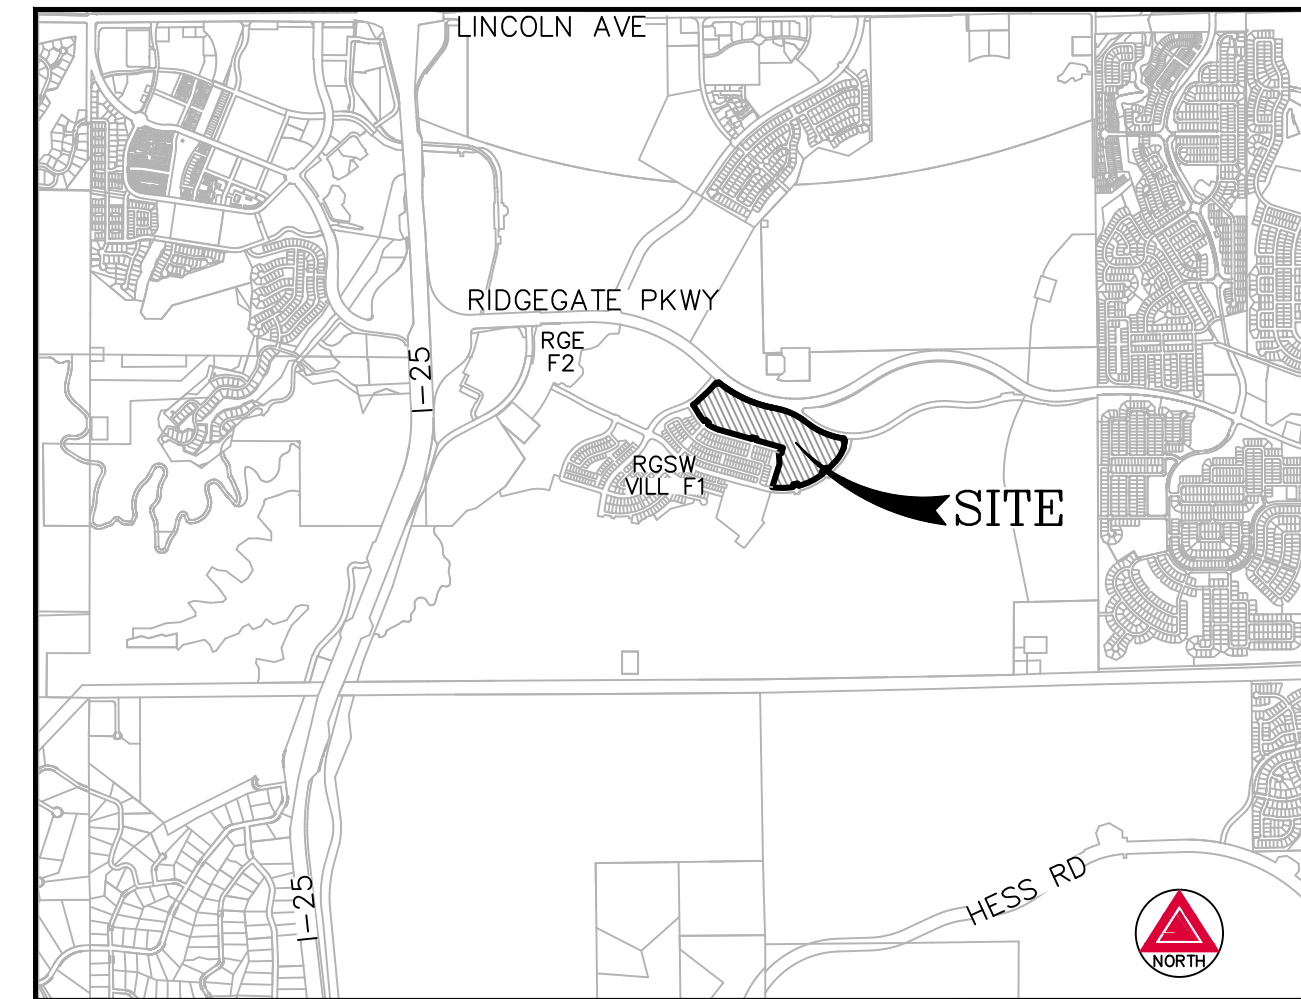 LINCOLN AVE
RIDGEGATE PKWY
RGE
F2
I-25
RGSW
VILL F1
SITE
HESS RD
I-25
NORTH